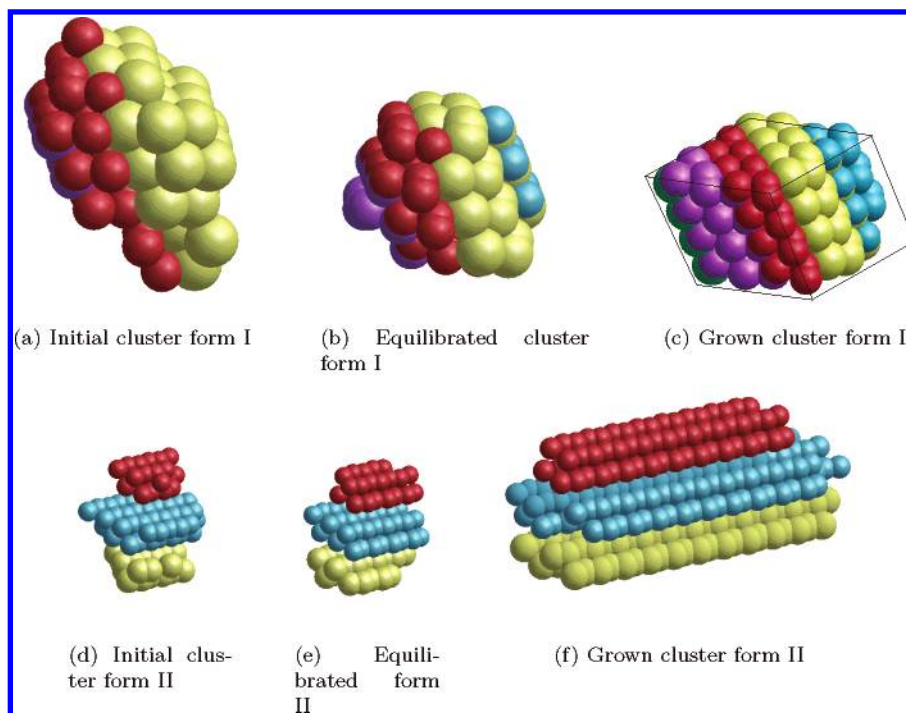 (a) Initial cluster form I
(b) Equilibrated cluster
form I
(c) Grown cluster form I
(d) Initial clus-
ter form II
(e) Equili-
brated form
II
(f) Grown cluster form II